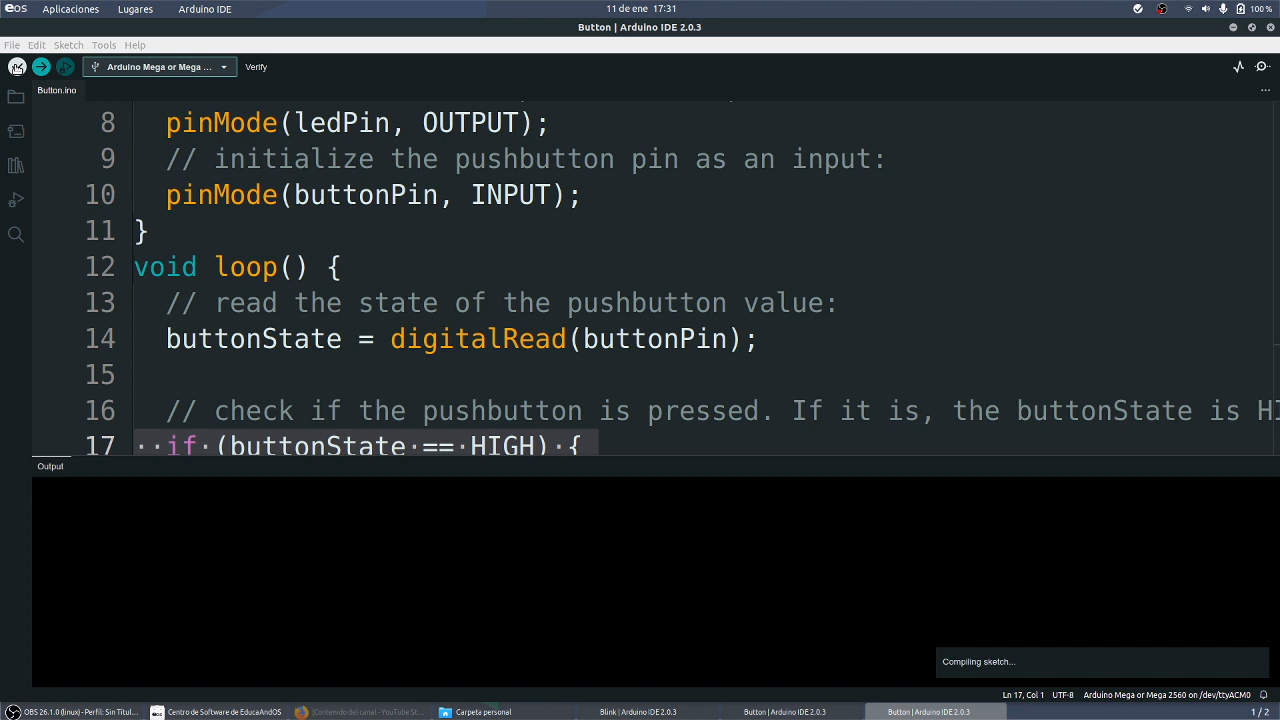 eos Aplicaciones Lugares Arduino IDE 11 de ene 17:31 100 %
Button | Arduino IDE 2.0.3
File Edit Sketch Tools Help
Arduino Mega or Mega ... Verify
Button.ino
8 pinMode(ledPin, OUTPUT);
9 // initialize the pushbutton pin as an input:
10 pinMode(buttonPin, INPUT);
11 }
12 void loop() {
13 // read the state of the pushbutton value:
14 buttonState = digitalRead(buttonPin);
15
16 // check if the pushbutton is pressed. If it is, the buttonState is HI
17 ··if·(buttonState·==·HIGH)·{
Output
Compiling sketch...
Ln 17, Col 1 UTF-8 Arduino Mega or Mega 2560 on /dev/ttyACM0
OBS 26.1.0 (linux) - Perfil: Sin Titul... Centro de Software de EducaAndOS [Contenido del canal - YouTube St... Carpeta personal Blink | Arduino IDE 2.0.3 Button | Arduino IDE 2.0.3 Button | Arduino IDE 2.0.3 1 / 2